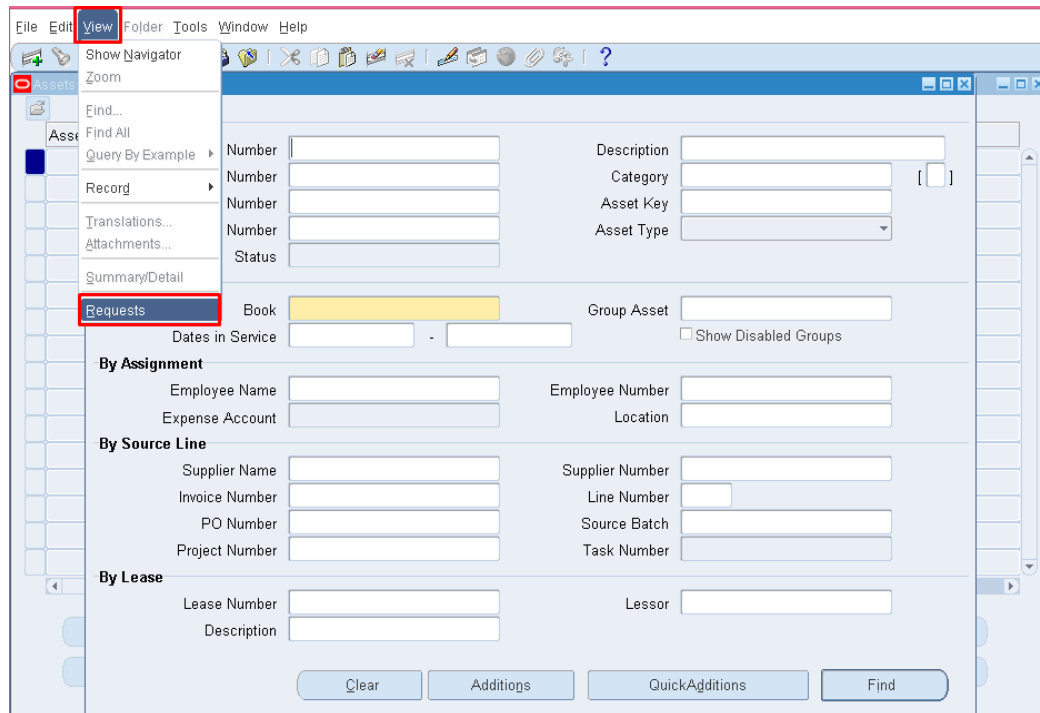 File Edit View Folder Tools Window Help
Show Navigator
Zoom
Assets
Find...
Find All
Query By Example
Record
Translations...
Attachments...
Summary/Detail
Requests
Number Description
Number Category [ ]
Number Asset Key
Number Asset Type
Status
Book Group Asset
Dates in Service - Show Disabled Groups
By Assignment
Employee Name Employee Number
Expense Account Location
By Source Line
Supplier Name Supplier Number
Invoice Number Line Number
PO Number Source Batch
Project Number Task Number
By Lease
Lease Number Lessor
Description
Clear Additions QuickAdditions Find